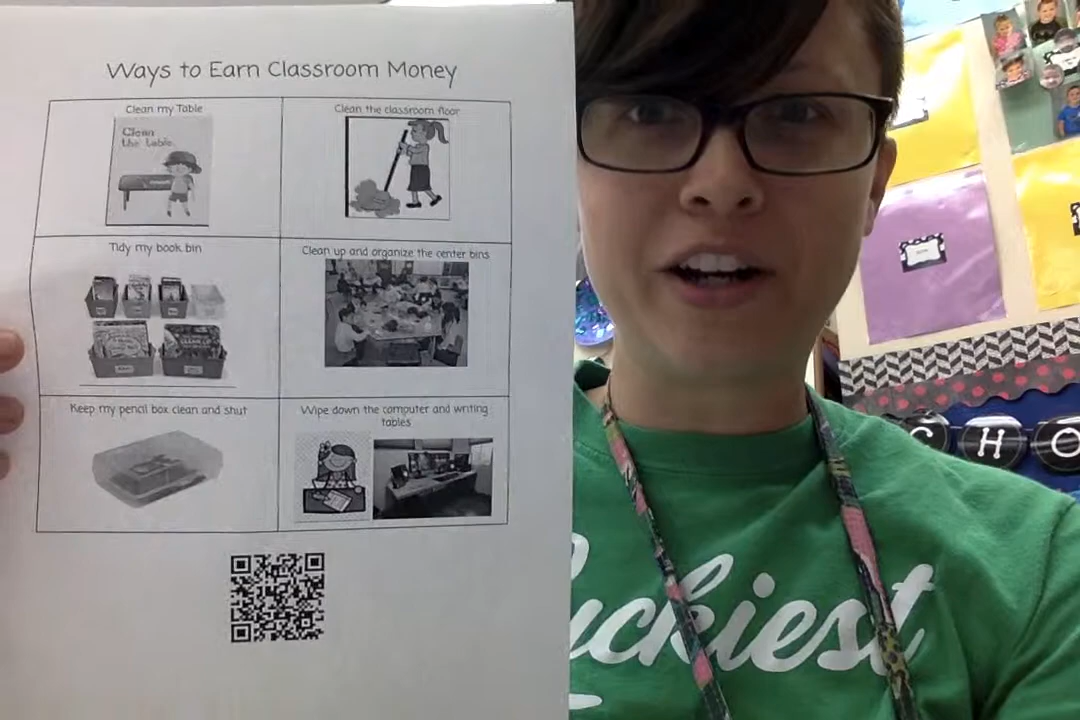 Ways to Earn Classroom Money
Clean my Table
Clean the classroom floor
Clean
the table
Tidy my book bin
Clean up and organize the center bins
Keep my pencil box clean and shut
Wipe down the computer and writing
tables
CHO
uckiest